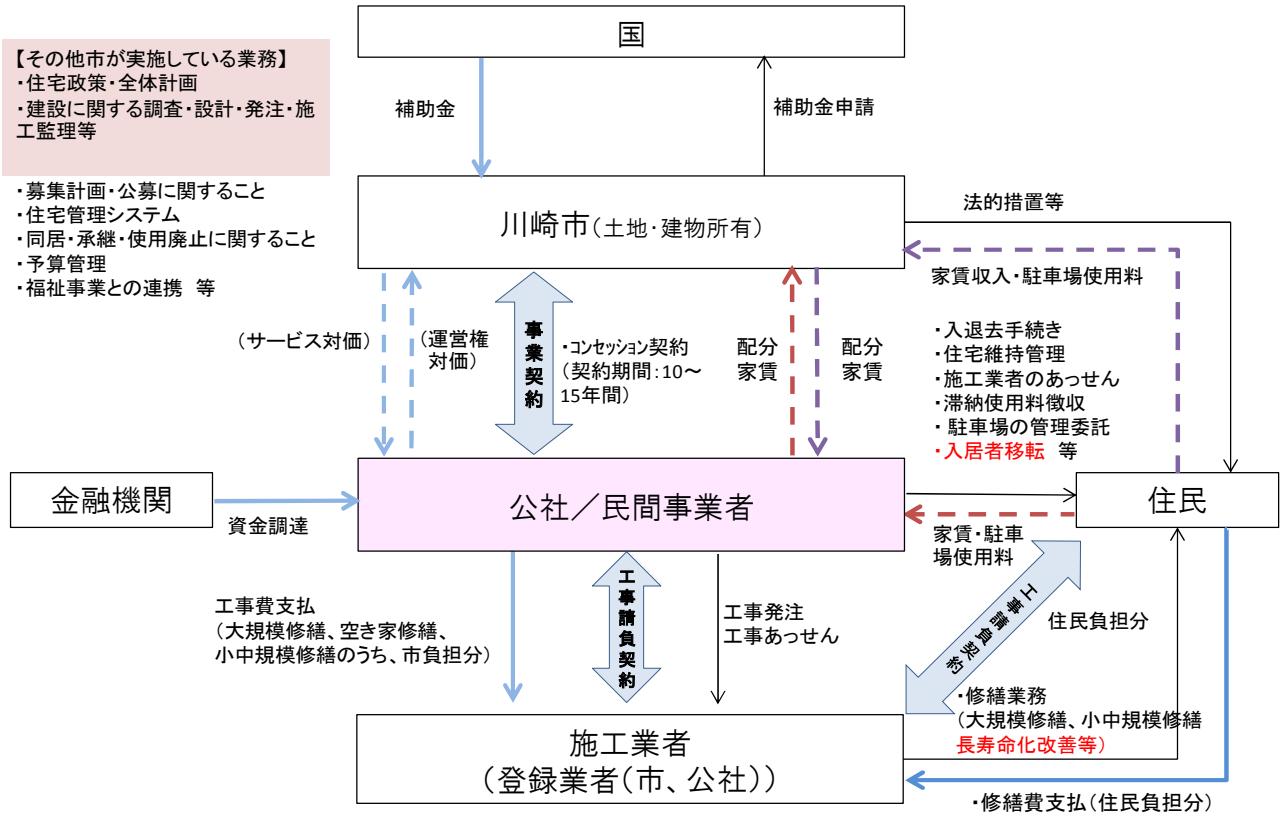 国
【その他市が実施している業務】
・住宅政策・全体計画
・建設に関する調査・設計・発注・施
工監理等
補助金
補助金申請
・募集計画・公募に関すること
・住宅管理システム
・同居・承継・使用廃止に関すること
・予算管理
・福祉事業との連携 等
川崎市(土地・建物所有)
法的措置等
家賃収入・駐車場使用料
(サービス対価)
(運営権
対価)
事業契約
・コンセッション契約
(契約期間:10～
15年間)
配分
家賃
配分
家賃
・入退去手続き
・住宅維持管理
・施工業者のあっせん
・滞納使用料徴収
・駐車場の管理委託
・入居者移転 等
金融機関
資金調達
公社／民間事業者
住民
家賃・駐車
場使用料
工事費支払
(大規模修繕、空き家修繕、
小中規模修繕のうち、市負担分)
工事請負契約
工事発注
工事あっせん
工事請負契約
住民負担分
施工業者
(登録業者(市、公社))
・修繕業務
(大規模修繕、小中規模修繕
長寿命化改善等)
・修繕費支払(住民負担分)